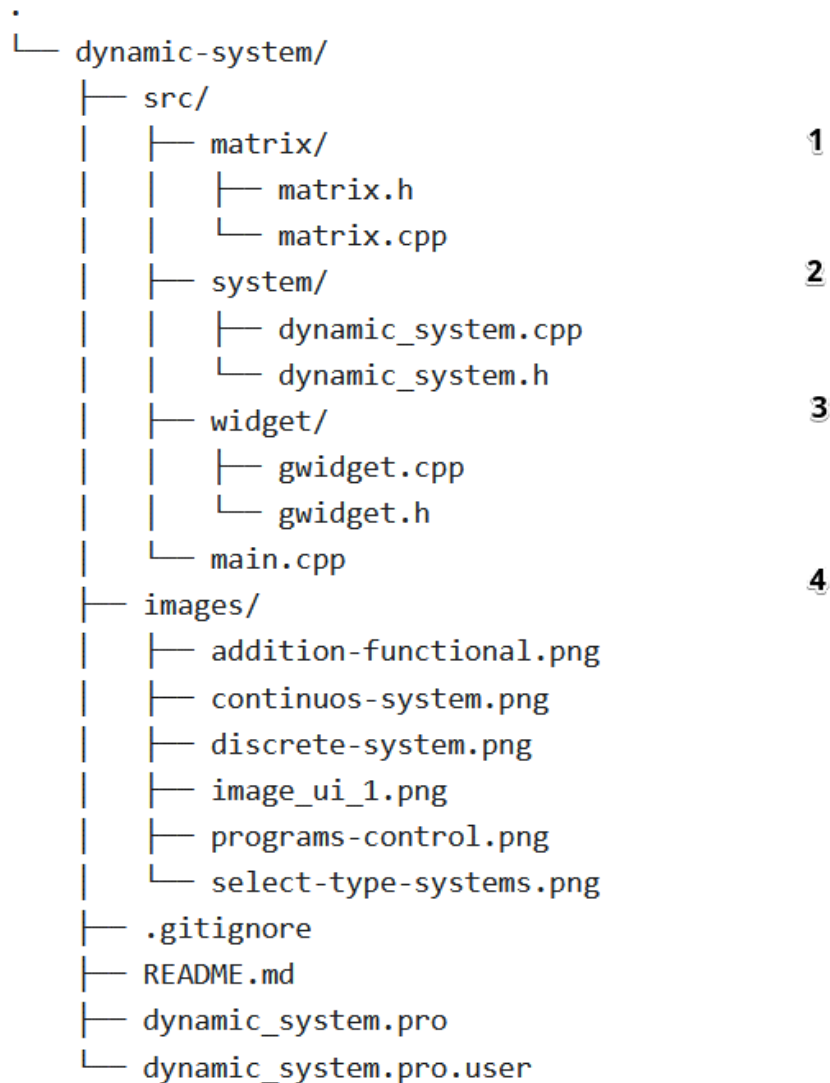 .
└── dynamic-system/
    ├── src/
    │   ├── matrix/ 1
    │   │   ├── matrix.h
    │   │   └── matrix.cpp
    │   ├── system/ 2
    │   │   ├── dynamic_system.cpp
    │   │   └── dynamic_system.h
    │   ├── widget/ 3
    │   │   ├── gwidget.cpp
    │   │   └── gwidget.h
    │   └── main.cpp
    ├── images/ 4
    │   ├── addition-functional.png
    │   ├── continuos-system.png
    │   ├── discrete-system.png
    │   ├── image_ui_1.png
    │   ├── programs-control.png
    │   └── select-type-systems.png
    ├── .gitignore
    ├── README.md
    ├── dynamic_system.pro
    └── dynamic_system.pro.user